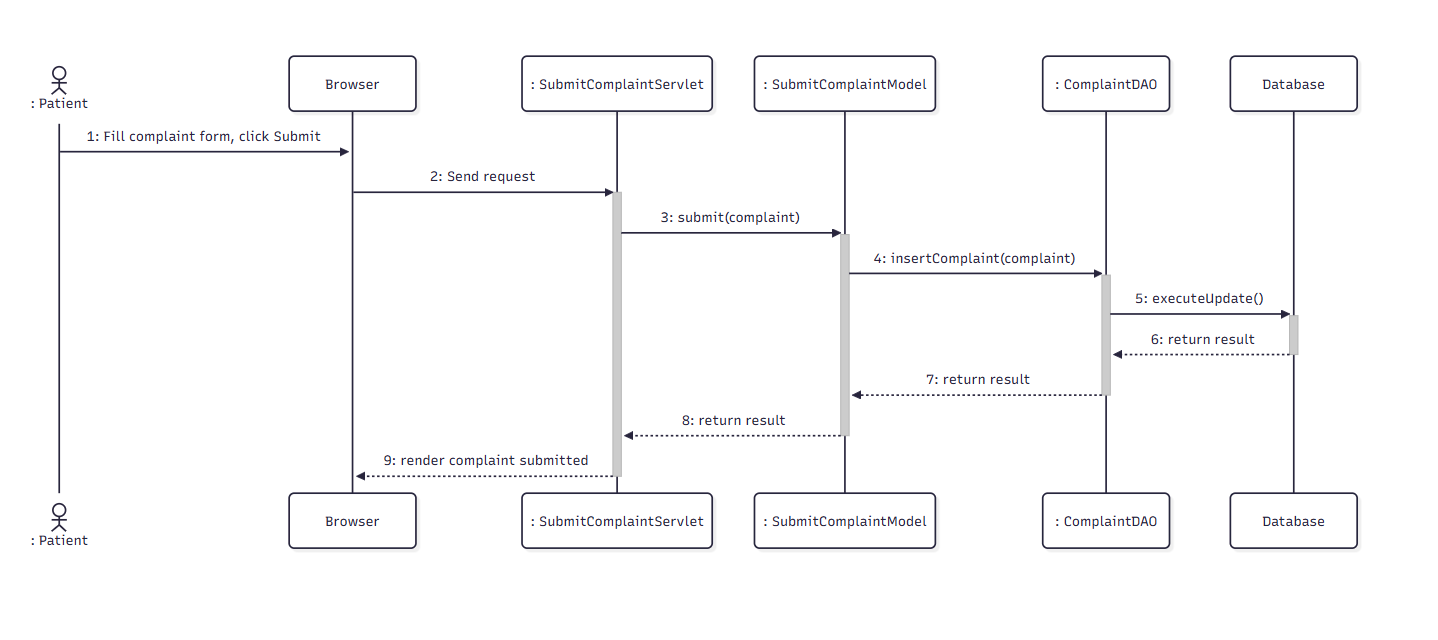 : Patient
Browser
: SubmitComplaintServlet
: SubmitComplaintModel
: ComplaintDAO
Database
1: Fill complaint form, click Submit
2: Send request
3: submit(complaint)
4: insertComplaint(complaint)
5: executeUpdate()
6: return result
7: return result
8: return result
9: render complaint submitted
: Patient
Browser
: SubmitComplaintServlet
: SubmitComplaintModel
: ComplaintDAO
Database